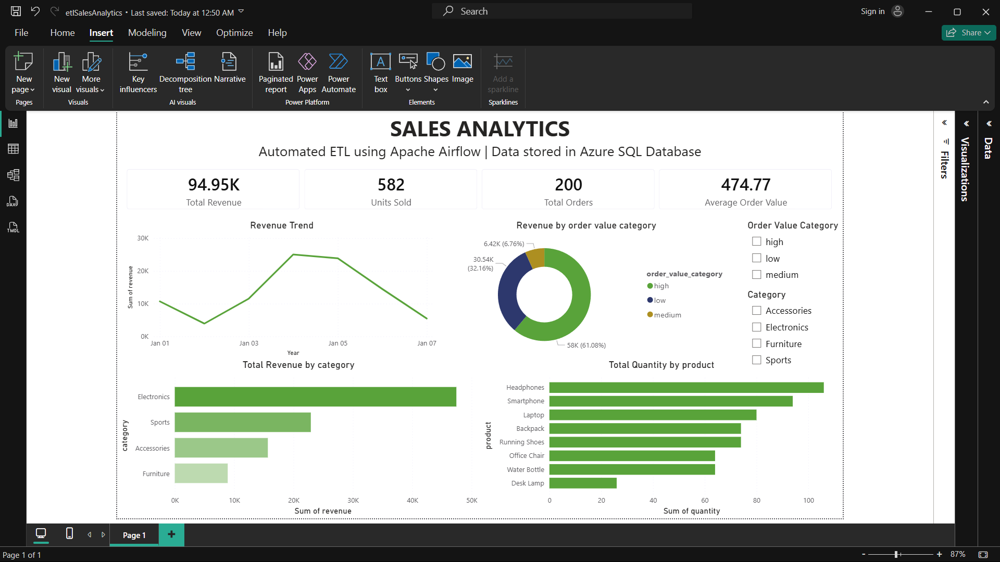 etlSalesAnalytics • Last saved: Today at 12:50 AM
Search
Sign in
File Home Insert Modeling View Optimize Help
Share
New page
New visual
More visuals
Key influencers
Decomposition tree
Narrative
Paginated report
Power Apps
Power Automate
Text box
Buttons
Shapes
Image
Add a sparkline
Pages
Visuals
AI visuals
Power Platform
Elements
Sparklines
DAX
TMDL
SALES ANALYTICS
Automated ETL using Apache Airflow | Data stored in Azure SQL Database
94.95K
Total Revenue
582
Units Sold
200
Total Orders
474.77
Average Order Value
Revenue Trend
30K
20K
10K
0K
Sum of revenue
Jan 01 Jan 03 Jan 05 Jan 07
Year
Revenue by order value category
6.42K (6.76%)
30.54K
(32.16%)
58K (61.08%)
order_value_category
high
low
medium
Order Value Category
high
low
medium
Category
Accessories
Electronics
Furniture
Sports
Total Revenue by category
category
Electronics
Sports
Accessories
Furniture
0K 10K 20K 30K 40K 50K
Sum of revenue
Total Quantity by product
product
Headphones
Smartphone
Laptop
Backpack
Running Shoes
Office Chair
Water Bottle
Desk Lamp
0 20 40 60 80 100
Sum of quantity
Filters
Visualizations
Data
Page 1
Page 1 of 1
87%